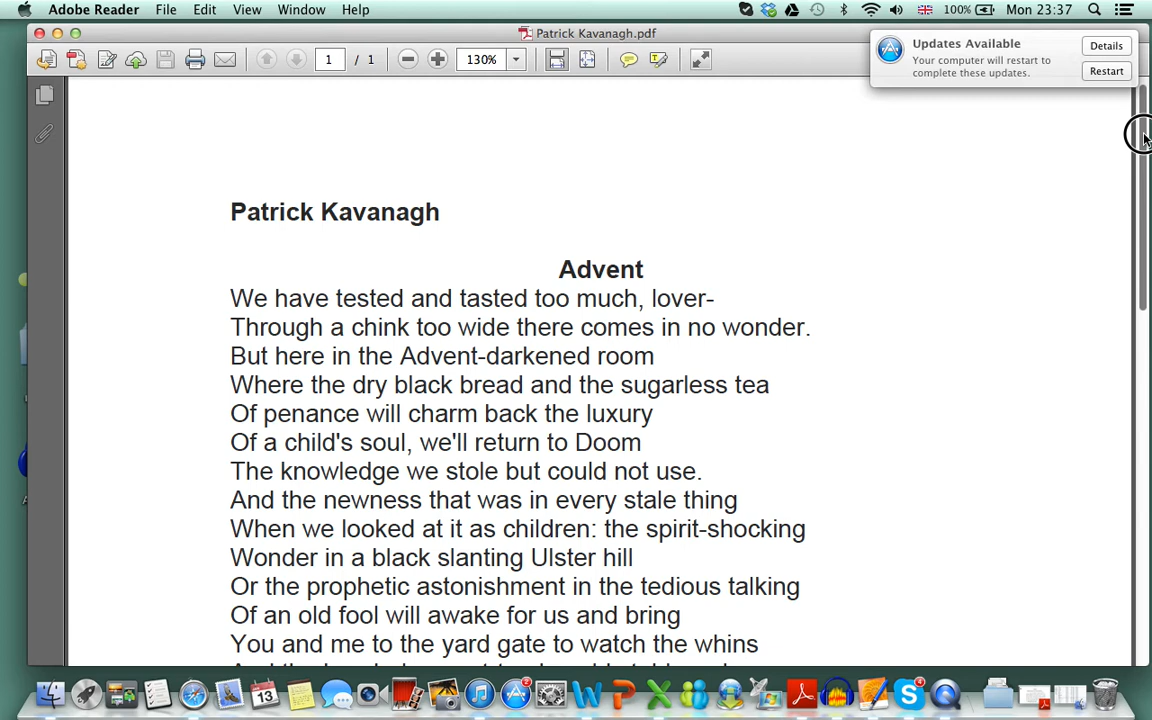 Adobe Reader File Edit View Window Help 100% Mon 23:37
Patrick Kavanagh.pdf
1 / 1 130%
Updates Available
Your computer will restart to
complete these updates.
Details
Restart
Patrick Kavanagh
Advent
We have tested and tasted too much, lover-
Through a chink too wide there comes in no wonder.
But here in the Advent-darkened room
Where the dry black bread and the sugarless tea
Of penance will charm back the luxury
Of a child's soul, we'll return to Doom
The knowledge we stole but could not use.
And the newness that was in every stale thing
When we looked at it as children: the spirit-shocking
Wonder in a black slanting Ulster hill
Or the prophetic astonishment in the tedious talking
Of an old fool will awake for us and bring
You and me to the yard gate to watch the whins
13
2
4